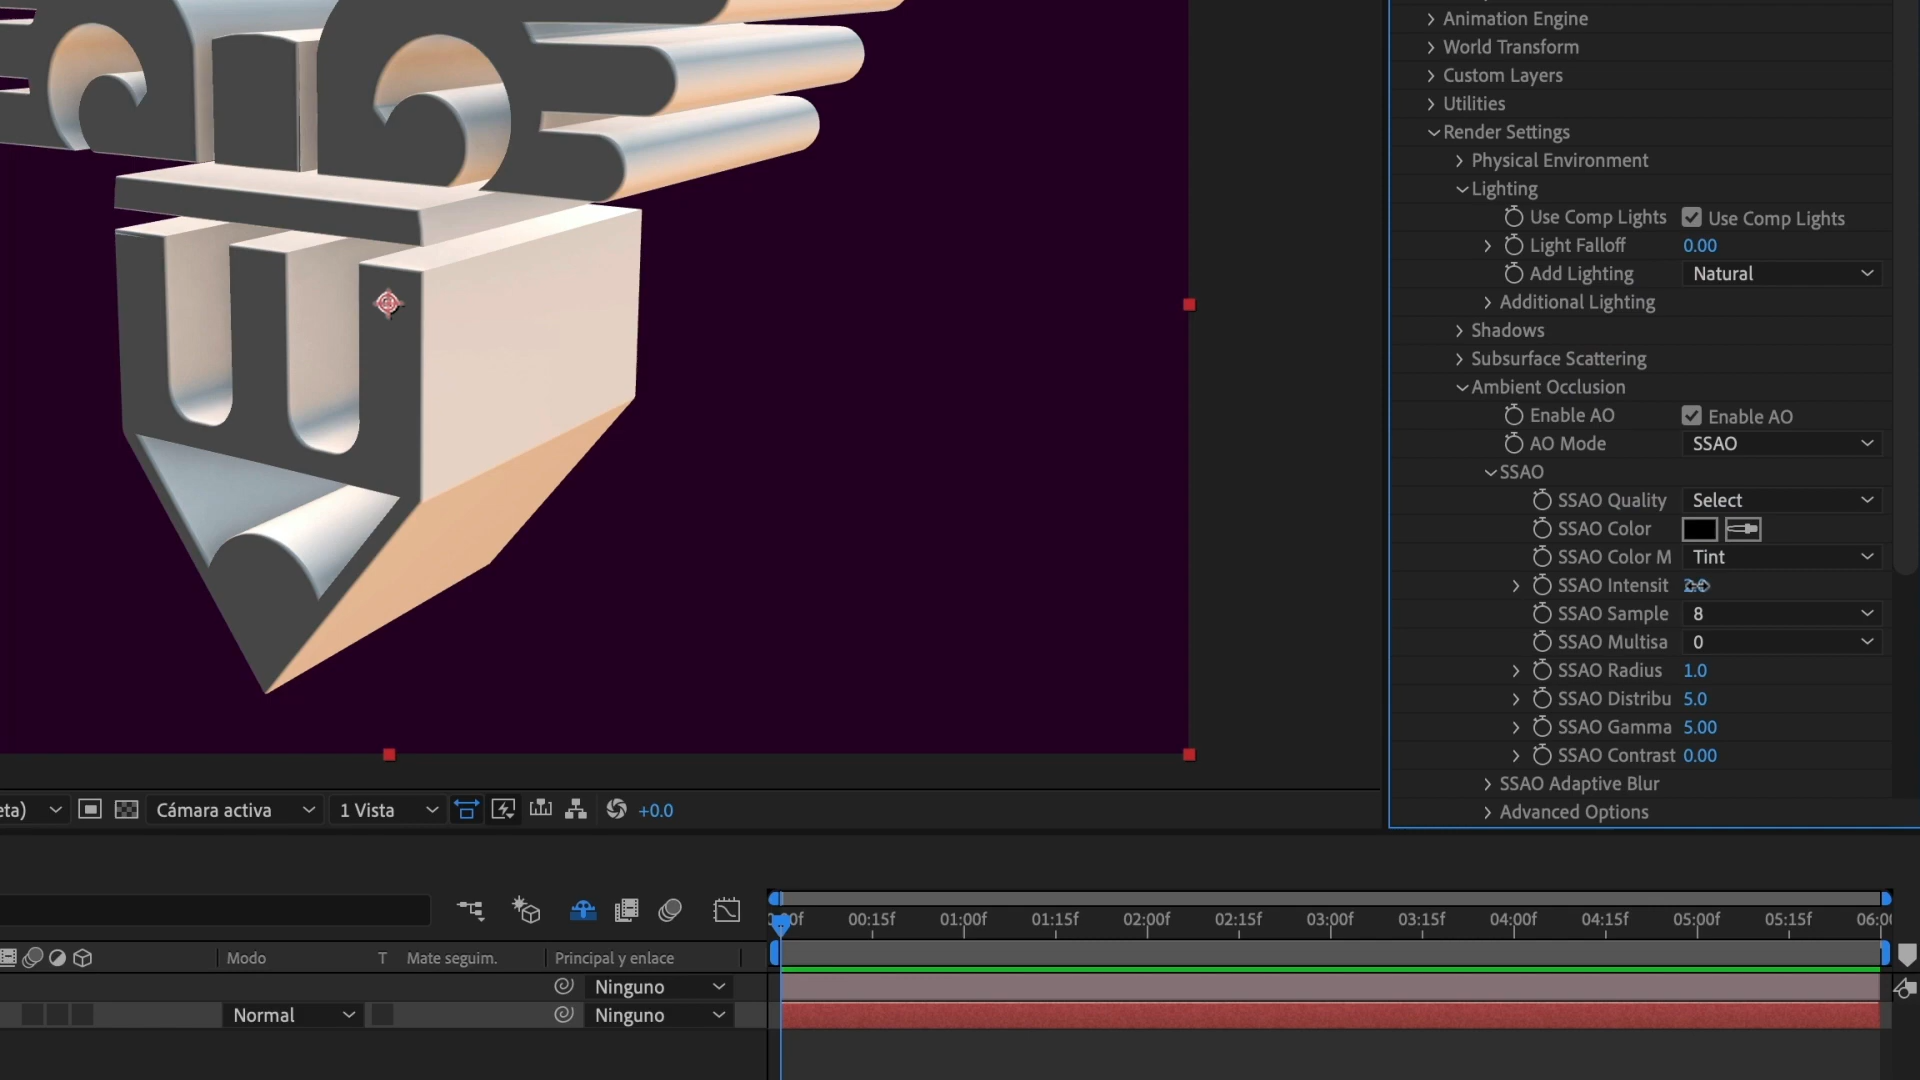 Animation Engine
World Transform
Custom Layers
Utilities
Render Settings
Physical Environment
Lighting
Use Comp Lights Use Comp Lights
Light Falloff 0.00
Add Lighting Natural
Additional Lighting
Shadows
Subsurface Scattering
Ambient Occlusion
Enable AO Enable AO
AO Mode SSAO
SSAO
SSAO Quality Select
SSAO Color
SSAO Color M Tint
SSAO Intensit
SSAO Sample 8
SSAO Multisa 0
SSAO Radius 1.0
SSAO Distribu 5.0
SSAO Gamma 5.00
SSAO Contrast 0.00
SSAO Adaptive Blur
Advanced Options
eta) Cámara activa 1 Vista +0.0
00:15f 01:00f 01:15f 02:00f 02:15f 03:00f 03:15f 04:00f 04:15f 05:00f 05:15f 06:00
Modo T Mate seguim. Principal y enlace
Ninguno
Normal Ninguno